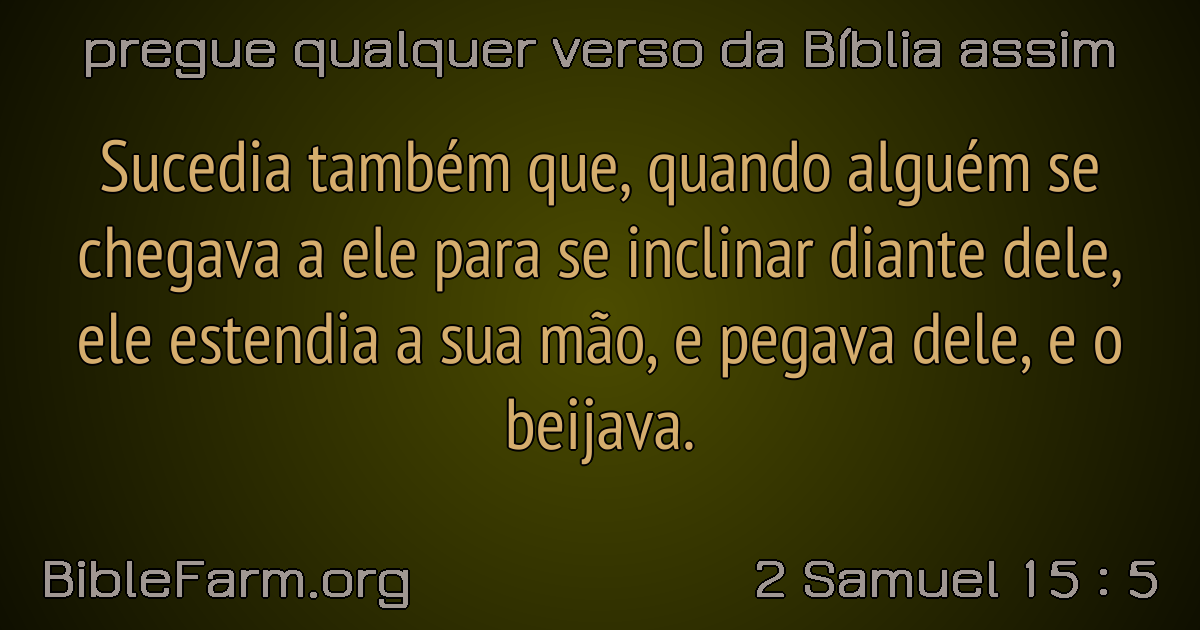 pregue qualquer verso da Bíblia assim
Sucedia também que, quando alguém se
chegava a ele para se inclinar diante dele,
ele estendia a sua mão, e pegava dele, e o
beijava.
BibleFarm.org
2 Samuel 15 : 5